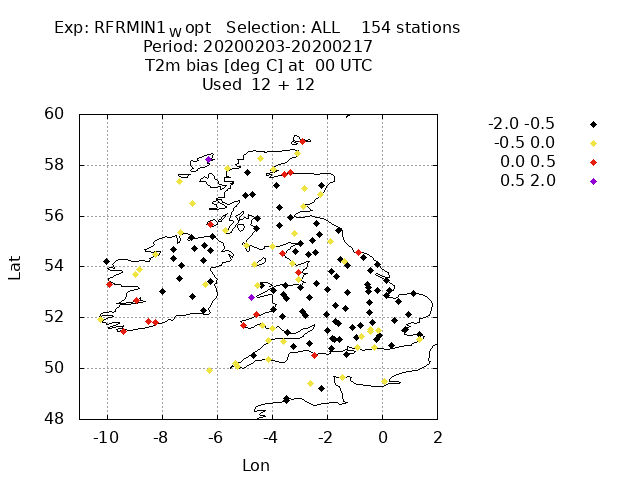 Exp: RFRMIN1_W opt Selection: ALL 154 stations
Period: 20200203-20200217
T2m bias [deg C] at 00 UTC
Used 12 + 12
-2.0 -0.5
-0.5 0.0
0.0 0.5
0.5 2.0
60
58
56
54
52
50
48
Lat
-10 -8 -6 -4 -2 0 2
Lon